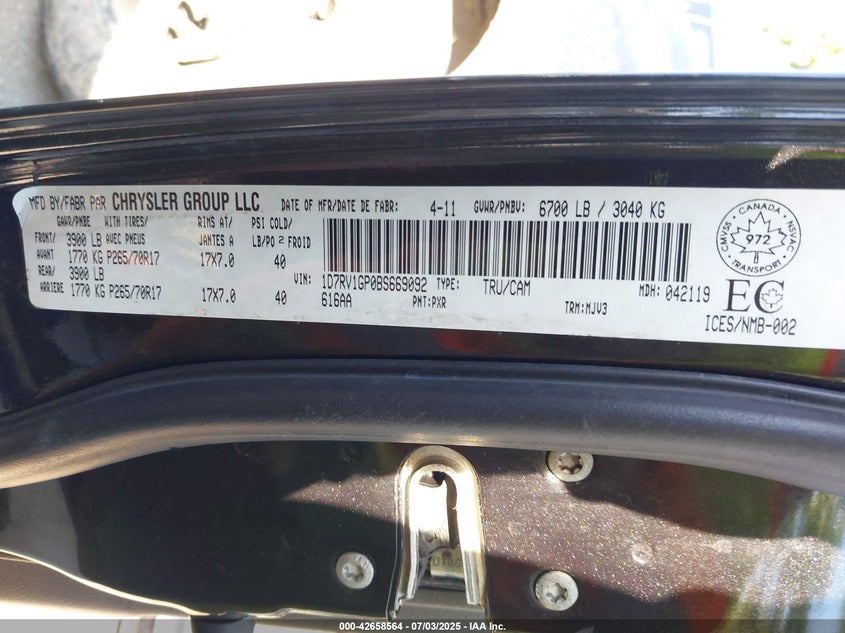 MFD BY/FABR PAR CHRYSLER GROUP LLC DATE OF MFR/DATE DE FABR: 4-11 GVWR/PNBV: 6700 LB / 3040 KG
GAWR/PNBE WITH TIRES/ RIMS AT/ PSI COLD/
FRONT/ 3900 LB AVEC PNEUS JANTES A LB/PO 2 FROID
AVANT 1770 KG P265/70R17 17X7.0 40
REAR/ 3900 LB
ARRIERE 1770 KG P265/70R17 17X7.0 40
VIN: 1D7RV1GP0BS669092 TYPE: TRU/CAM MDH: 042119
616AA PNT: PXR TRM: MJV3
CMVSS CANADA NSVAC
972
TRANSPORT
EC
ICES/NMB-002
000-42658564 - 07/03/2025 - IAA Inc.